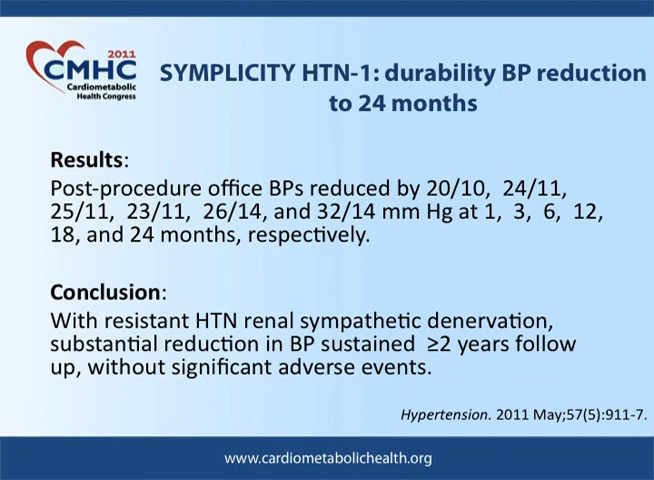 2011
CMHC
Cardiometabolic
Health Congress
SYMPLICITY HTN-1: durability BP reduction
to 24 months
Results:
Post-procedure office BPs reduced by 20/10, 24/11,
25/11, 23/11, 26/14, and 32/14 mm Hg at 1, 3, 6, 12,
18, and 24 months, respectively.
Conclusion:
With resistant HTN renal sympathetic denervation,
substantial reduction in BP sustained ≥2 years follow
up, without significant adverse events.
Hypertension. 2011 May;57(5):911-7.
www.cardiometabolichealth.org